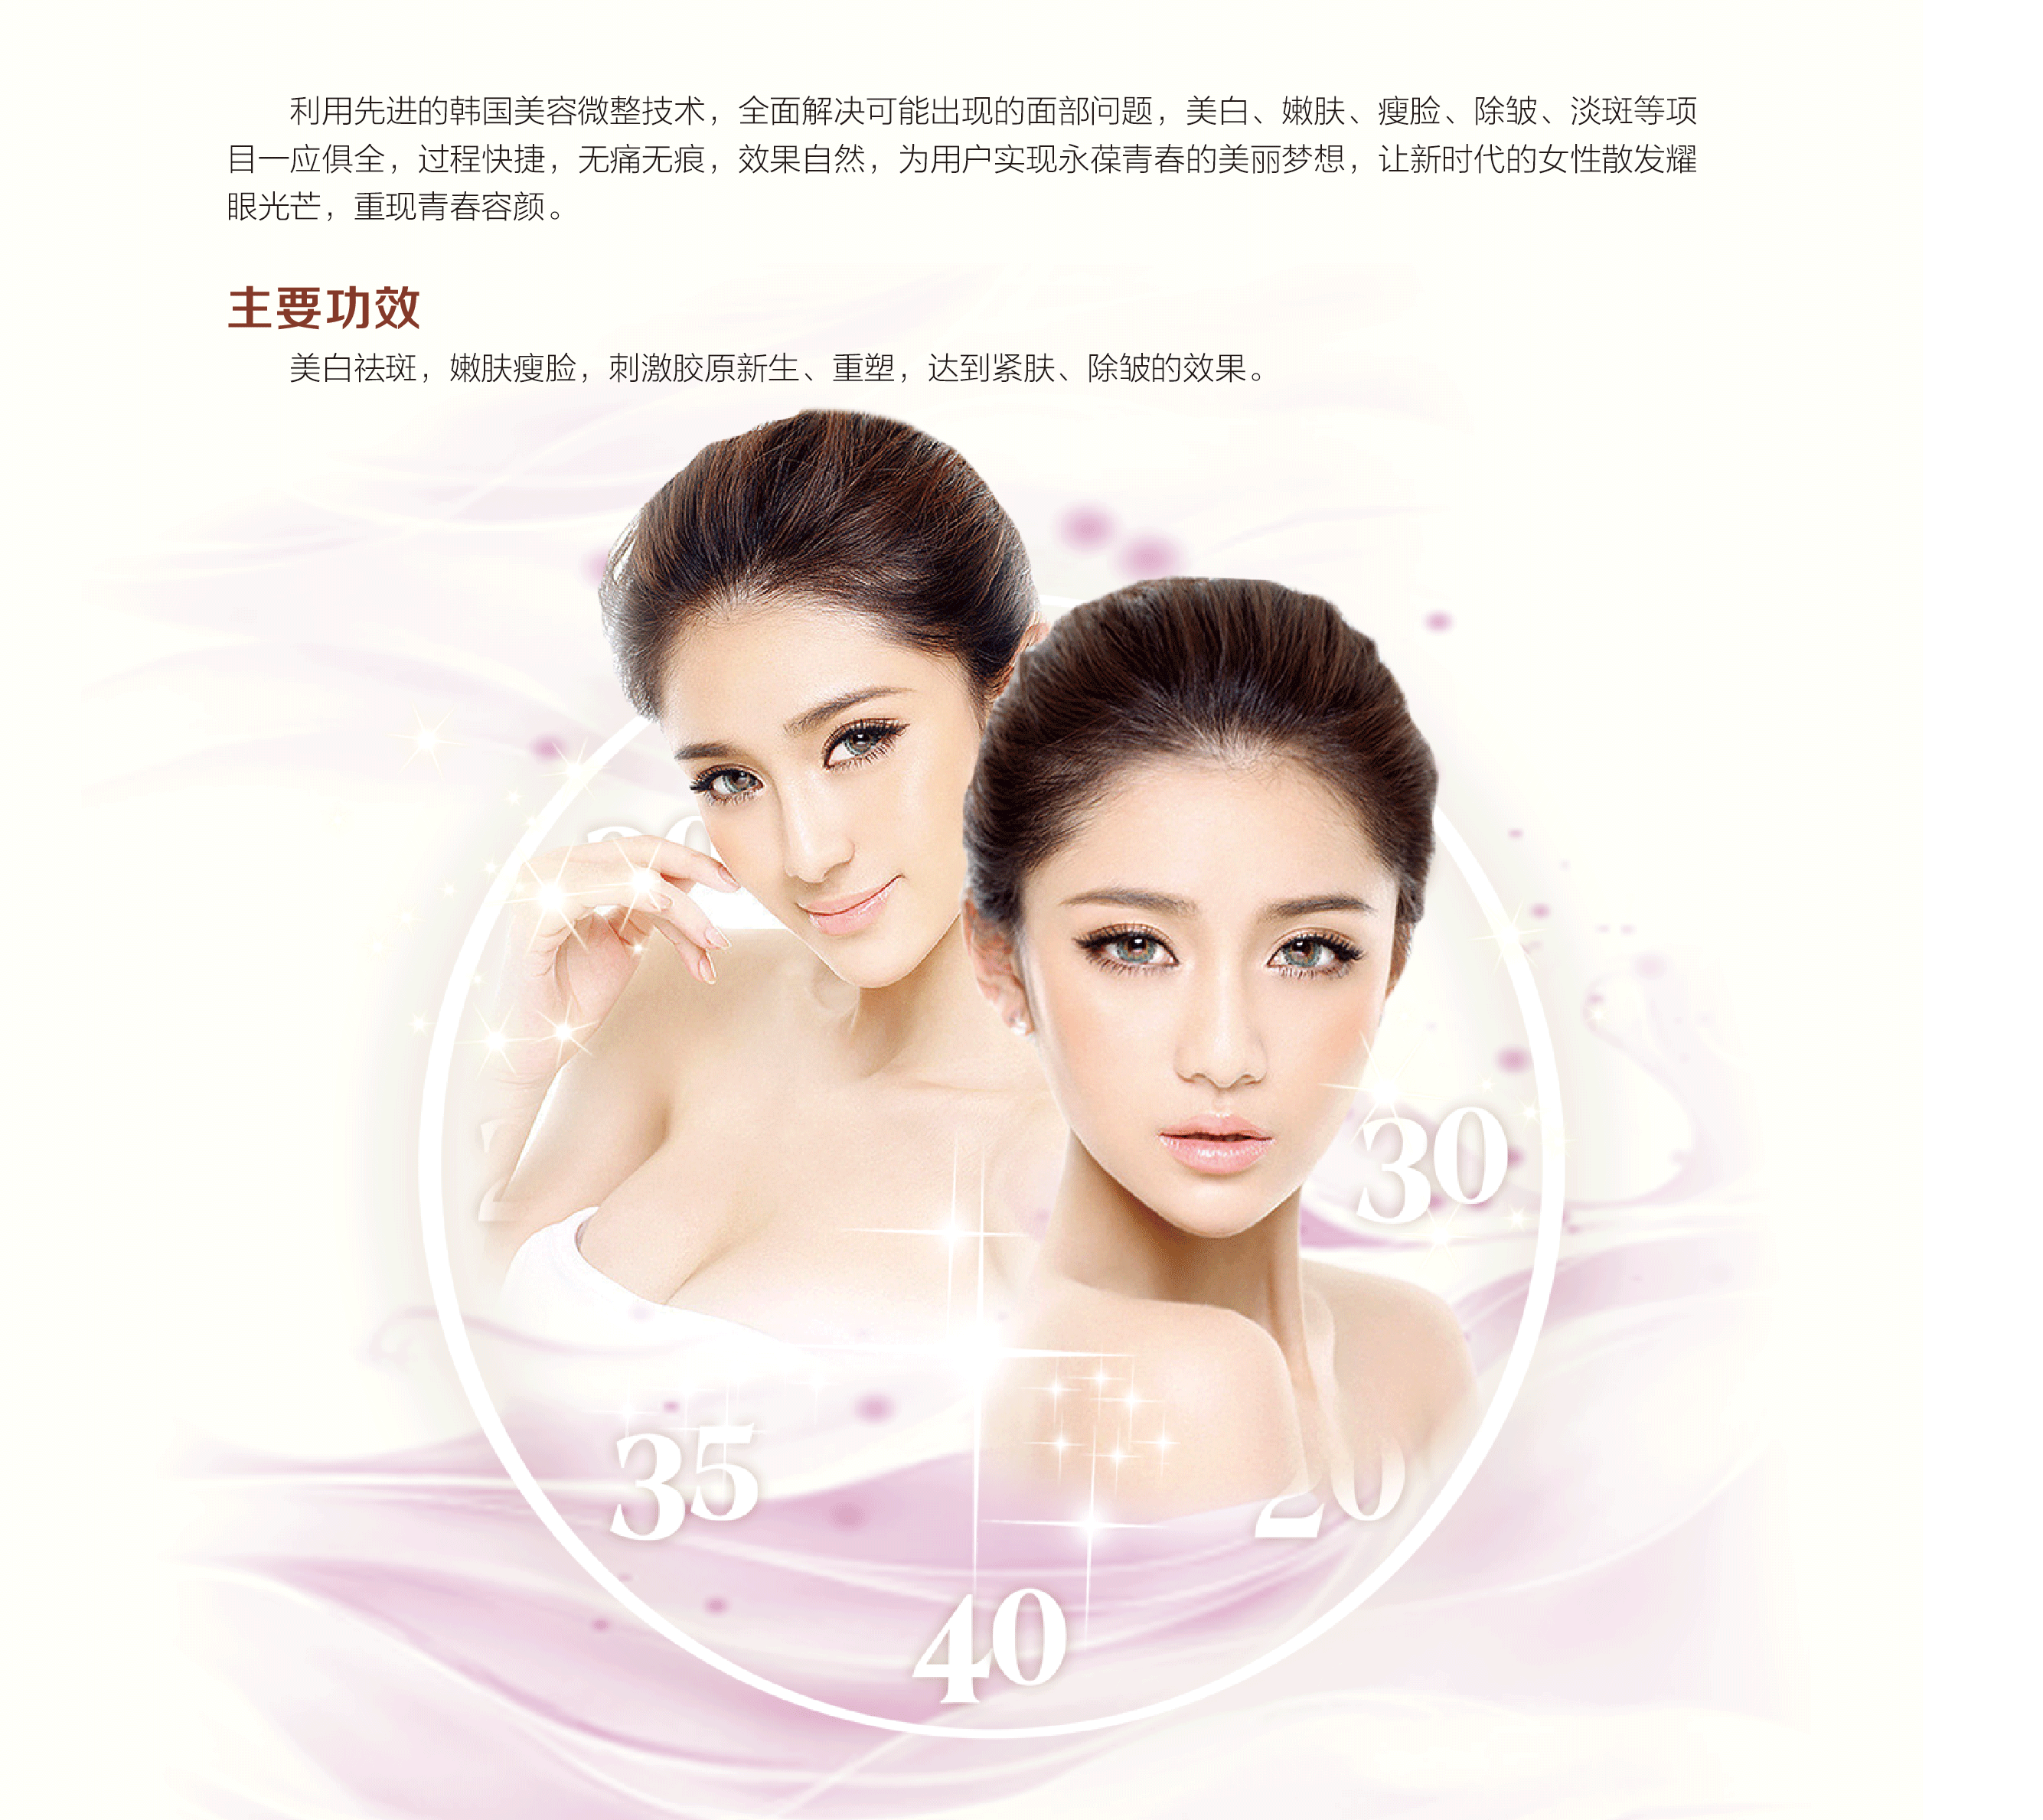 利用先进的韩国美容微整技术，全面解决可能出现的面部问题，美白、嫩肤、瘦脸、除皱、淡斑等项
目一应俱全，过程快捷，无痛无痕，效果自然，为用户实现永葆青春的美丽梦想，让新时代的女性散发耀
眼光芒，重现青春容颜。
主要功效
美白祛斑，嫩肤瘦脸，刺激胶原新生、重塑，达到紧肤、除皱的效果。
30
35
20
40